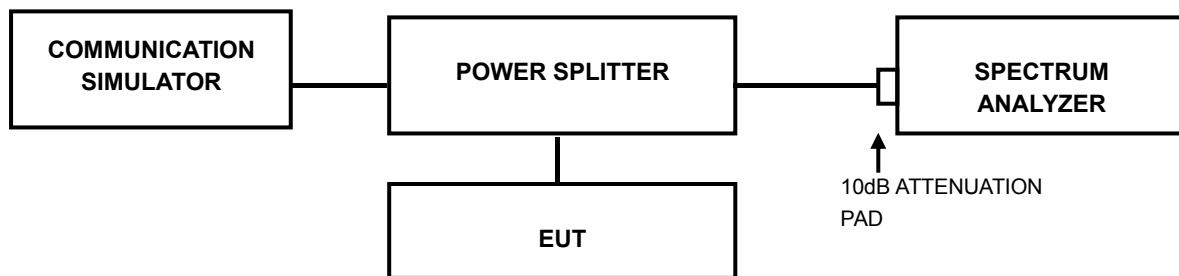 COMMUNICATION
SIMULATOR
POWER SPLITTER
SPECTRUM
ANALYZER
10dB ATTENUATION
PAD
EUT